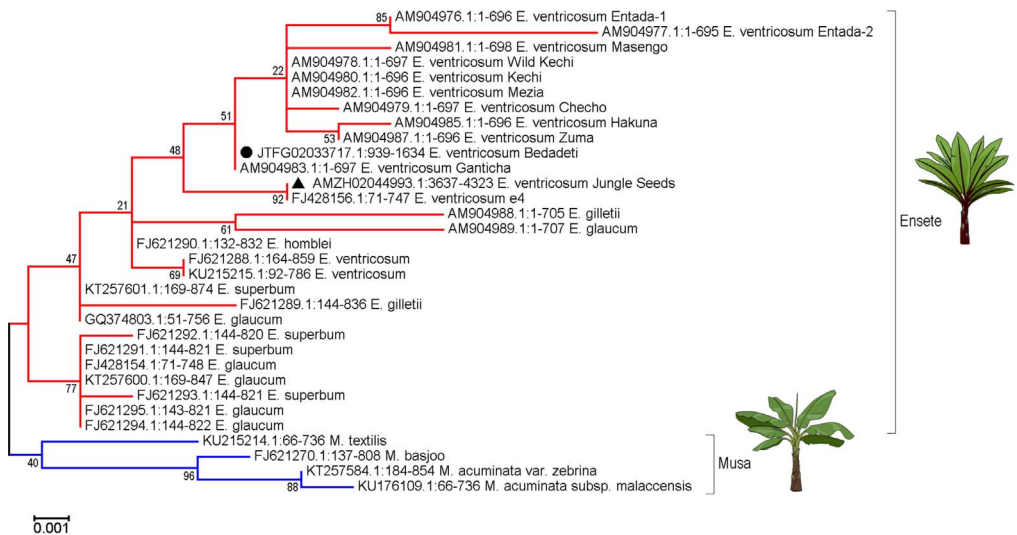 85
AM904976.1:1-696 E. ventricosum Entada-1
AM904977.1:1-695 E. ventricosum Entada-2
AM904981.1:1-698 E. ventricosum Masengo
22
AM904978.1:1-697 E. ventricosum Wild Kechi
AM904980.1:1-696 E. ventricosum Kechi
AM904982.1:1-696 E. ventricosum Mezia
AM904979.1:1-697 E. ventricosum Checho
51
AM904985.1:1-696 E. ventricosum Hakuna
53
AM904987.1:1-696 E. ventricosum Zuma
48
JTFG02033717.1:939-1634 E. ventricosum Bedadeti
AM904983.1:1-697 E. ventricosum Ganticha
AMZH02044993.1:3637-4323 E. ventricosum Jungle Seeds
92
FJ428156.1:71-747 E. ventricosum e4
21
AM904988.1:1-705 E. gilletii
61
AM904989.1:1-707 E. glaucum
Ensete
FJ621290.1:132-832 E. homblei
47
FJ621288.1:164-859 E. ventricosum
69
KU215215.1:92-786 E. ventricosum
KT257601.1:169-874 E. superbum
FJ621289.1:144-836 E. gilletii
GQ374803.1:51-756 E. glaucum
FJ621292.1:144-820 E. superbum
FJ621291.1:144-821 E. superbum
FJ428154.1:71-748 E. glaucum
KT257600.1:169-847 E. glaucum
77
FJ621293.1:144-821 E. superbum
FJ621295.1:143-821 E. glaucum
FJ621294.1:144-822 E. glaucum
KU215214.1:66-736 M. textilis
40
FJ621270.1:137-808 M. basjoo
Musa
96
KT257584.1:184-854 M. acuminata var. zebrina
88
KU176109.1:66-736 M. acuminata subsp. malaccensis
0.001